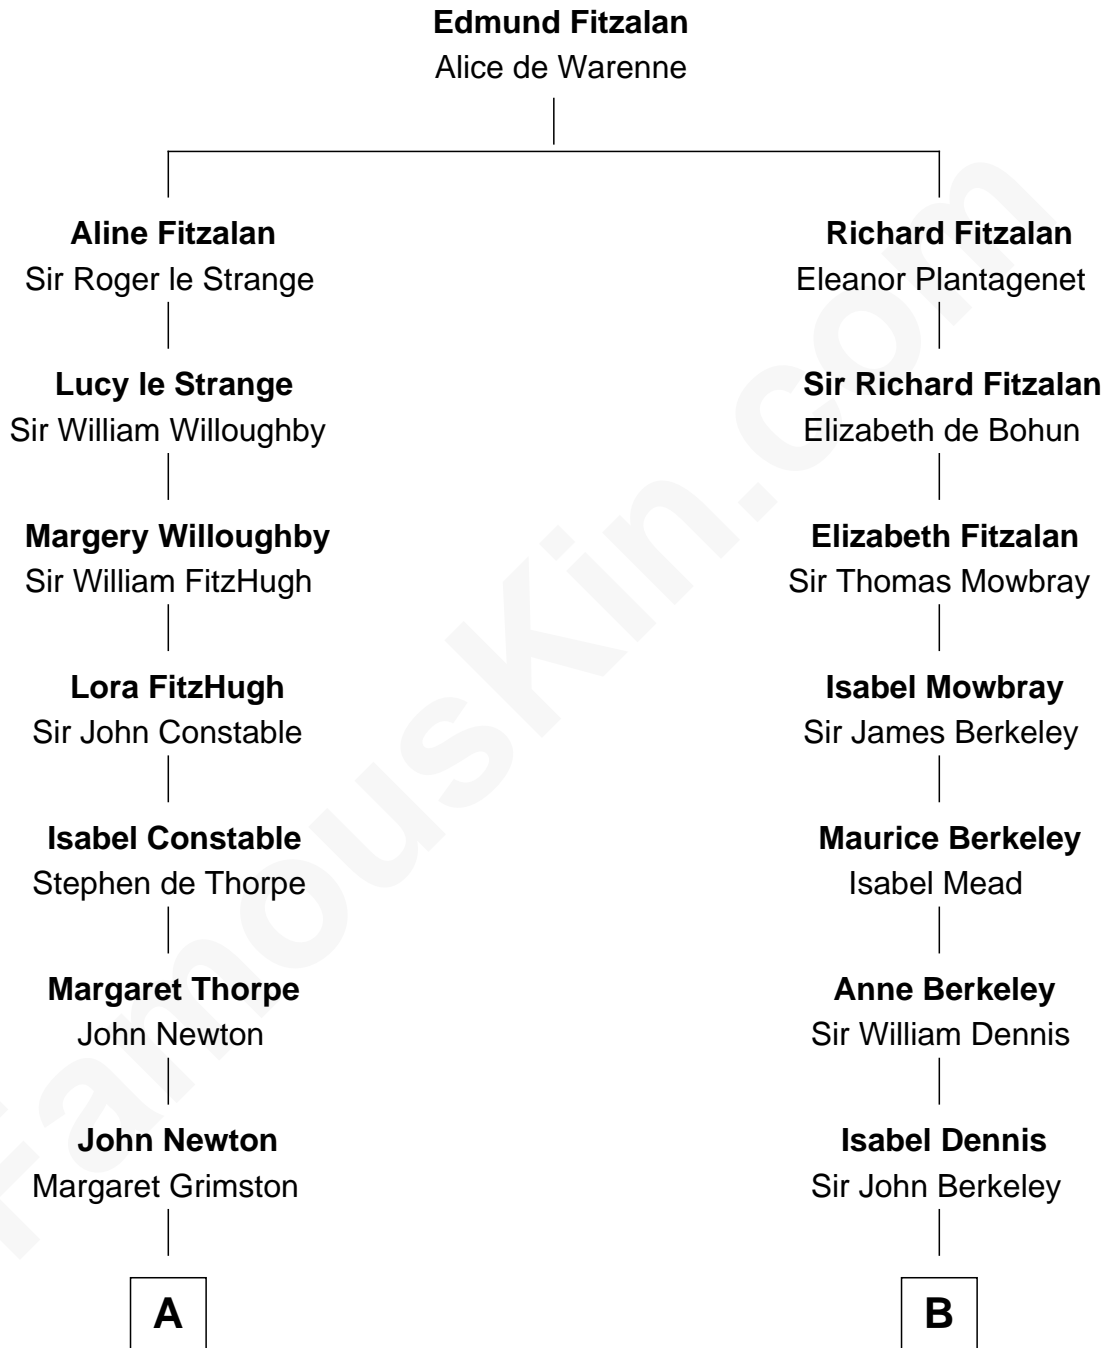 Edmund Fitzalan
Alice de Warenne
Aline Fitzalan
Sir Roger le Strange
Richard Fitzalan
Eleanor Plantagenet
Lucy le Strange
Sir William Willoughby
Sir Richard Fitzalan
Elizabeth de Bohun
Margery Willoughby
Sir William FitzHugh
Elizabeth Fitzalan
Sir Thomas Mowbray
Lora FitzHugh
Sir John Constable
Isabel Mowbray
Sir James Berkeley
Isabel Constable
Stephen de Thorpe
Maurice Berkeley
Isabel Mead
Margaret Thorpe
John Newton
Anne Berkeley
Sir William Dennis
John Newton
Margaret Grimston
Isabel Dennis
Sir John Berkeley
A
B
FamousKin.com